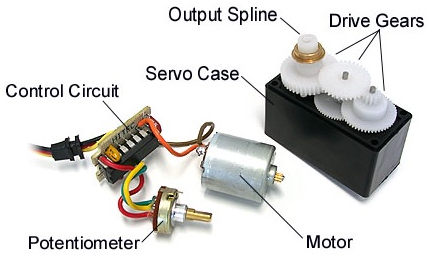 Output Spline
Drive Gears
Servo Case
Control Circuit
Potentiometer
Motor